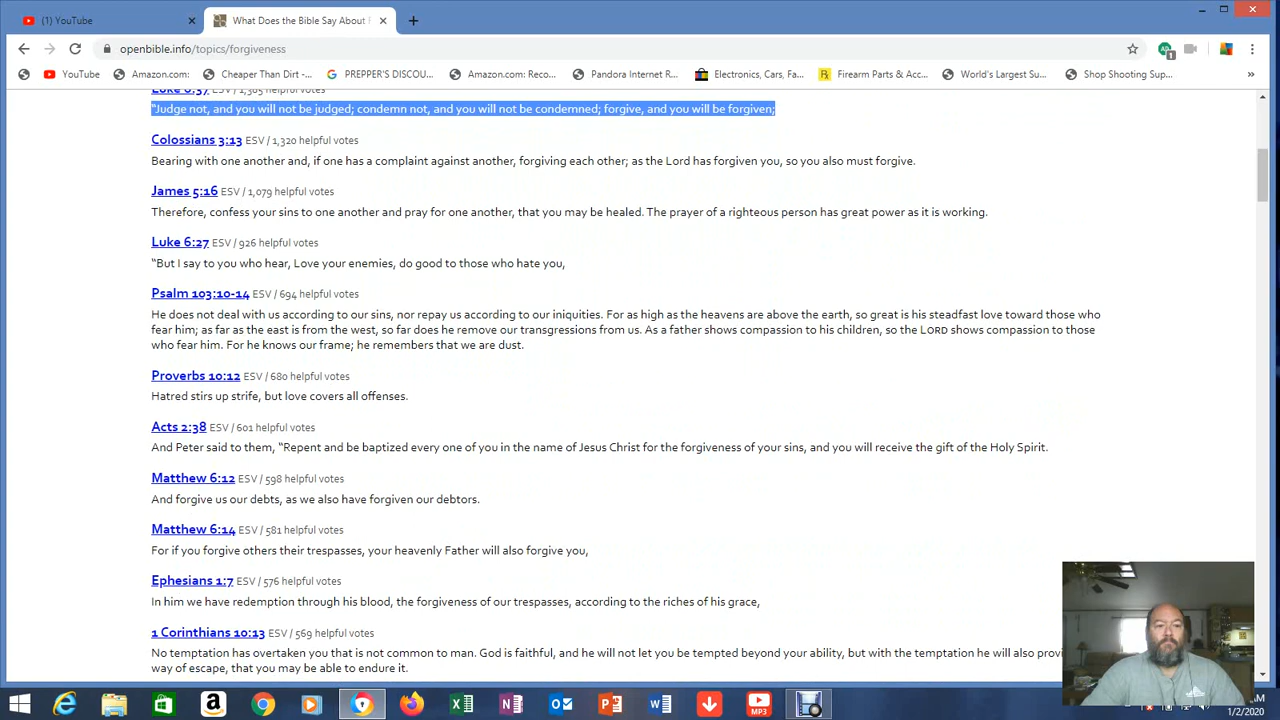 (1) YouTube
What Does the Bible Say About
openbible.info/topics/forgiveness
YouTube Amazon.com: Cheaper Than Dirt -... PREPPER'S DISCOU... Amazon.com: Reco... Pandora Internet R... Electronics, Cars, Fa... Firearm Parts & Acc... World's Largest Su... Shop Shooting Sup... »
Luke 6:37 ESV / 1,365 helpful votes
“Judge not, and you will not be judged; condemn not, and you will not be condemned; forgive, and you will be forgiven;
Colossians 3:13 ESV / 1,320 helpful votes
Bearing with one another and, if one has a complaint against another, forgiving each other; as the Lord has forgiven you, so you also must forgive.
James 5:16 ESV / 1,079 helpful votes
Therefore, confess your sins to one another and pray for one another, that you may be healed. The prayer of a righteous person has great power as it is working.
Luke 6:27 ESV / 926 helpful votes
“But I say to you who hear, Love your enemies, do good to those who hate you,
Psalm 103:10-14 ESV / 694 helpful votes
He does not deal with us according to our sins, nor repay us according to our iniquities. For as high as the heavens are above the earth, so great is his steadfast love toward those who
fear him; as far as the east is from the west, so far does he remove our transgressions from us. As a father shows compassion to his children, so the LORD shows compassion to those
who fear him. For he knows our frame; he remembers that we are dust.
Proverbs 10:12 ESV / 680 helpful votes
Hatred stirs up strife, but love covers all offenses.
Acts 2:38 ESV / 601 helpful votes
And Peter said to them, “Repent and be baptized every one of you in the name of Jesus Christ for the forgiveness of your sins, and you will receive the gift of the Holy Spirit.
Matthew 6:12 ESV / 598 helpful votes
And forgive us our debts, as we also have forgiven our debtors.
Matthew 6:14 ESV / 581 helpful votes
For if you forgive others their trespasses, your heavenly Father will also forgive you,
Ephesians 1:7 ESV / 576 helpful votes
In him we have redemption through his blood, the forgiveness of our trespasses, according to the riches of his grace,
1 Corinthians 10:13 ESV / 569 helpful votes
No temptation has overtaken you that is not common to man. God is faithful, and he will not let you be tempted beyond your ability, but with the temptation he will also provi
way of escape, that you may be able to endure it.
MP3
1/2/2020